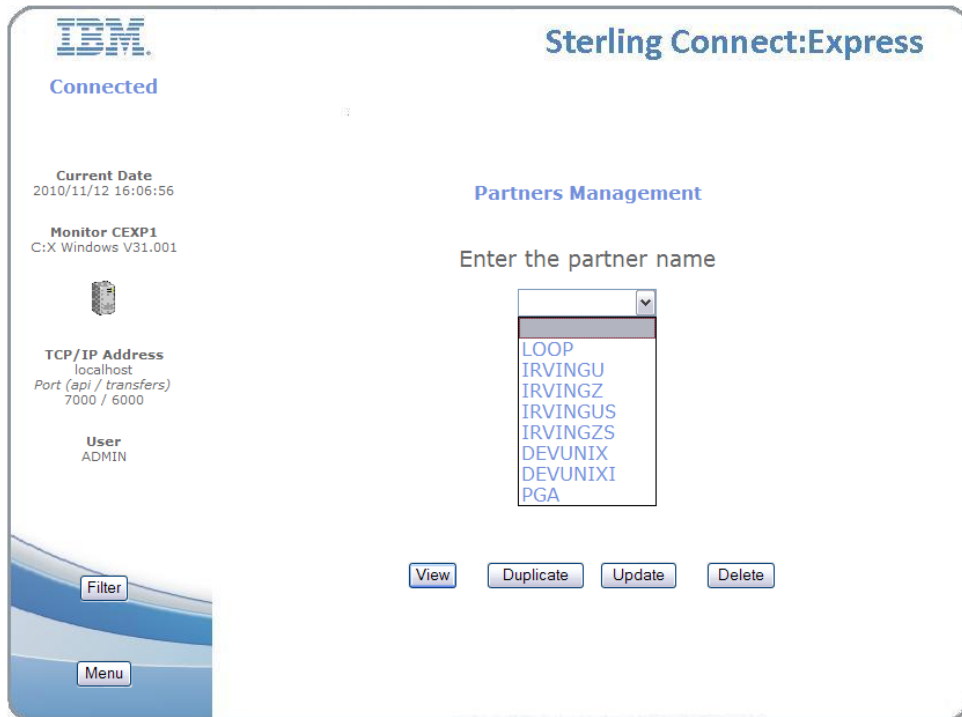 IBM.
Sterling Connect:Express
Connected
Current Date
2010/11/12 16:06:56
Monitor CEXP1
C:X Windows V31.001
TCP/IP Address
localhost
Port (api / transfers)
7000 / 6000
User
ADMIN
Filter
Menu
Partners Management
Enter the partner name
LOOP
IRVINGU
IRVINGZ
IRVINGUS
IRVINGZS
DEVUNIX
DEVUNIXI
PGA
View Duplicate Update Delete